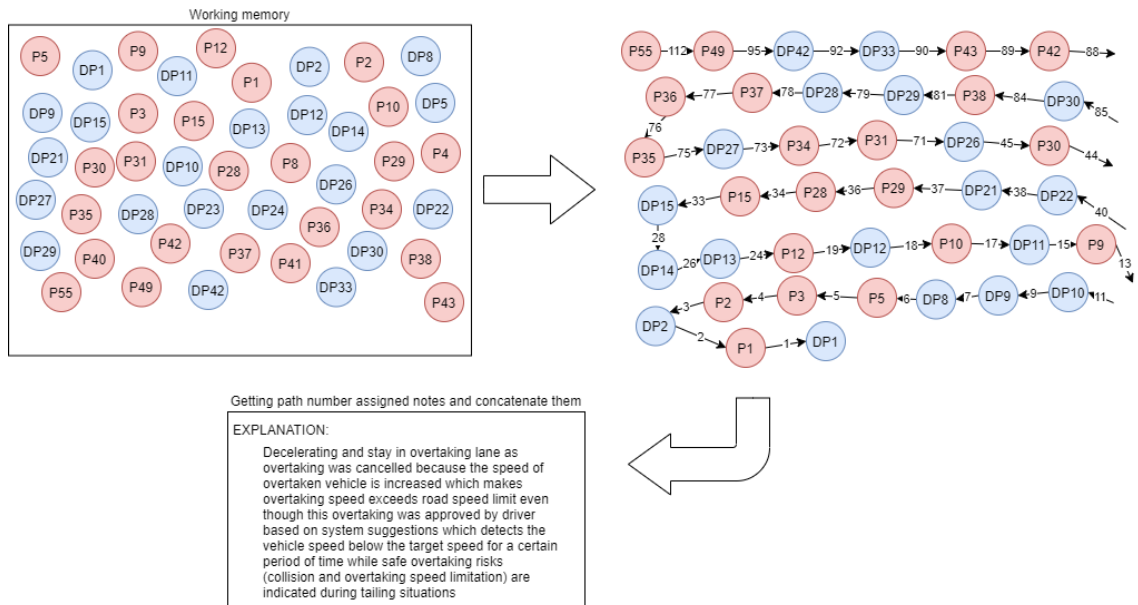 Working memory
P5 DP1 P9 DP11 P12 P1 DP2 P2 DP8
DP9 DP15 P3 P15 DP13 DP12 DP14 P10 DP5
DP21 P30 P31 DP10 P28 P8 DP26 P29 P4
DP27 P35 DP28 DP23 DP24 P36 P34 DP22
DP29 P40 P42 P37 P41 DP30 P38
P55 P49 DP42 DP33 P43
P55 112 P49 95 DP42 92 DP33 90 P43 89 P42 88
P36 77 P37 78 DP28 79 DP29 81 P38 84 DP30 85
76
P35 75 DP27 73 P34 72 P31 71 DP26 45 P30 44
DP15 33 P15 34 P28 36 P29 37 DP21 38 DP22 40
28
DP14 26 DP13 24 P12 19 DP12 18 P10 17 DP11 15 P9 13
DP2 3 P2 4 P3 5 P5 6 DP8 7 DP9 9 DP10 11
2 P1 1 DP1
Getting path number assigned notes and concatenate them
EXPLANATION:
Decelerating and stay in overtaking lane as
overtaking was cancelled because the speed of
overtaken vehicle is increased which makes
overtaking speed exceeds road speed limit even
though this overtaking was approved by driver
based on system suggestions which detects the
vehicle speed below the target speed for a certain
period of time while safe overtaking risks
(collision and overtaking speed limitation) are
indicated during tailing situations